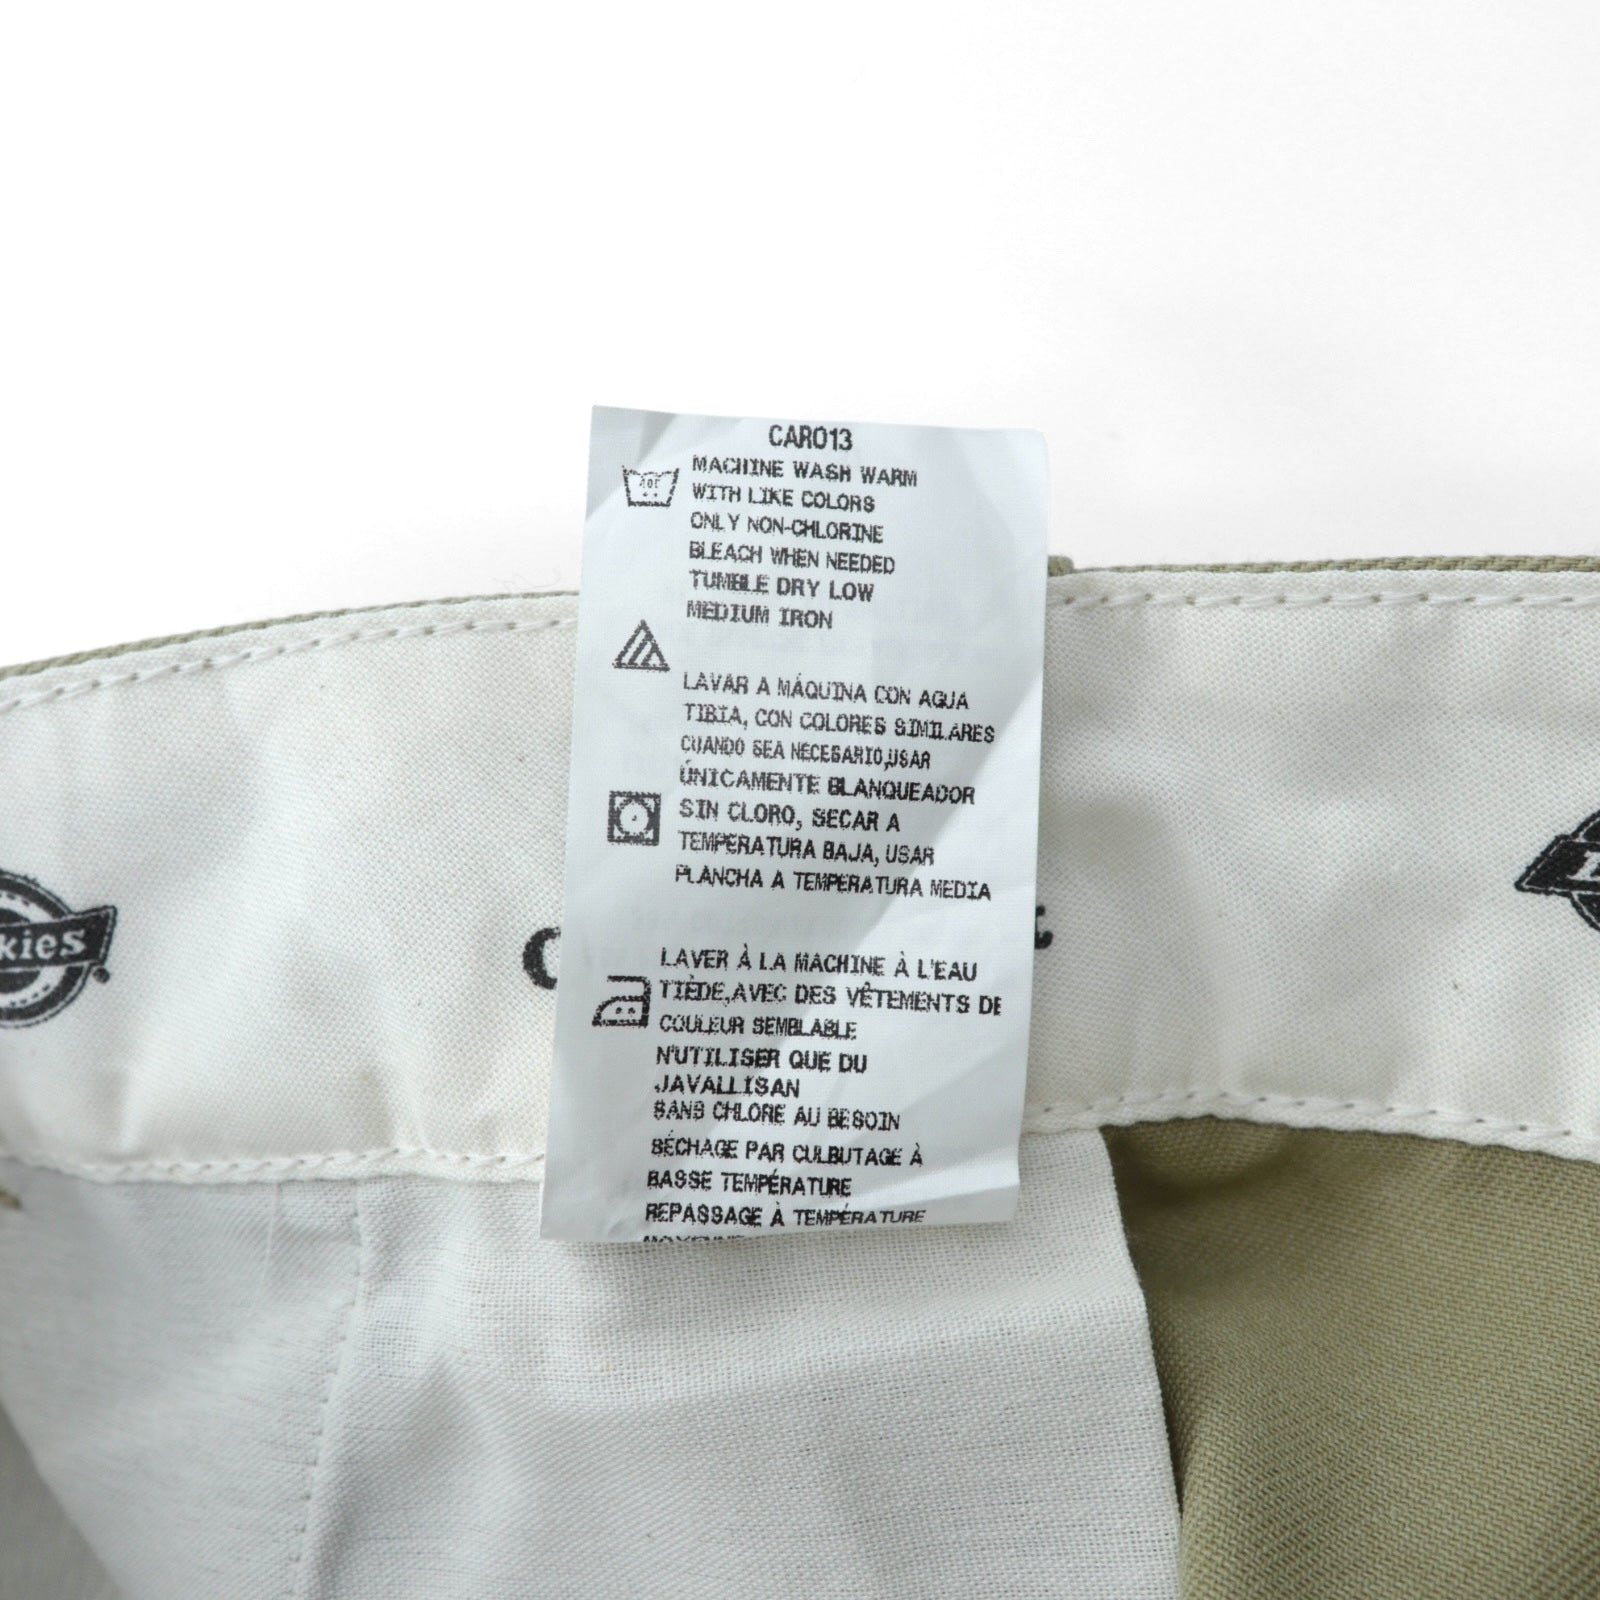 CAR013
MACHINE WASH WARM
WITH LIKE COLORS
ONLY NON-CHLORINE
BLEACH WHEN NEEDED
TUMBLE DRY LOW
MEDIUM IRON
LAVAR A MÁQUINA CON AGUA
TIBIA, CON COLORES SIMILARES
CUANDO SEA NECESARIO,USAR
ÚNICAMENTE BLANQUEADOR
SIN CLORO, SECAR A
TEMPERATURA BAJA, USAR
PLANCHA A TEMPERATURA MEDIA
LAVER À LA MACHINE À L'EAU
TIÈDE,AVEC DES VÊTEMENTS DE
COULEUR SEMBLABLE
N'UTILISER QUE DU
JAVALLISAN
SANS CHLORE AU BESOIN
SÉCHAGE PAR CULBUTAGE À
BASSE TEMPÉRATURE
REPASSAGE À TEMPÉRATURE
kies